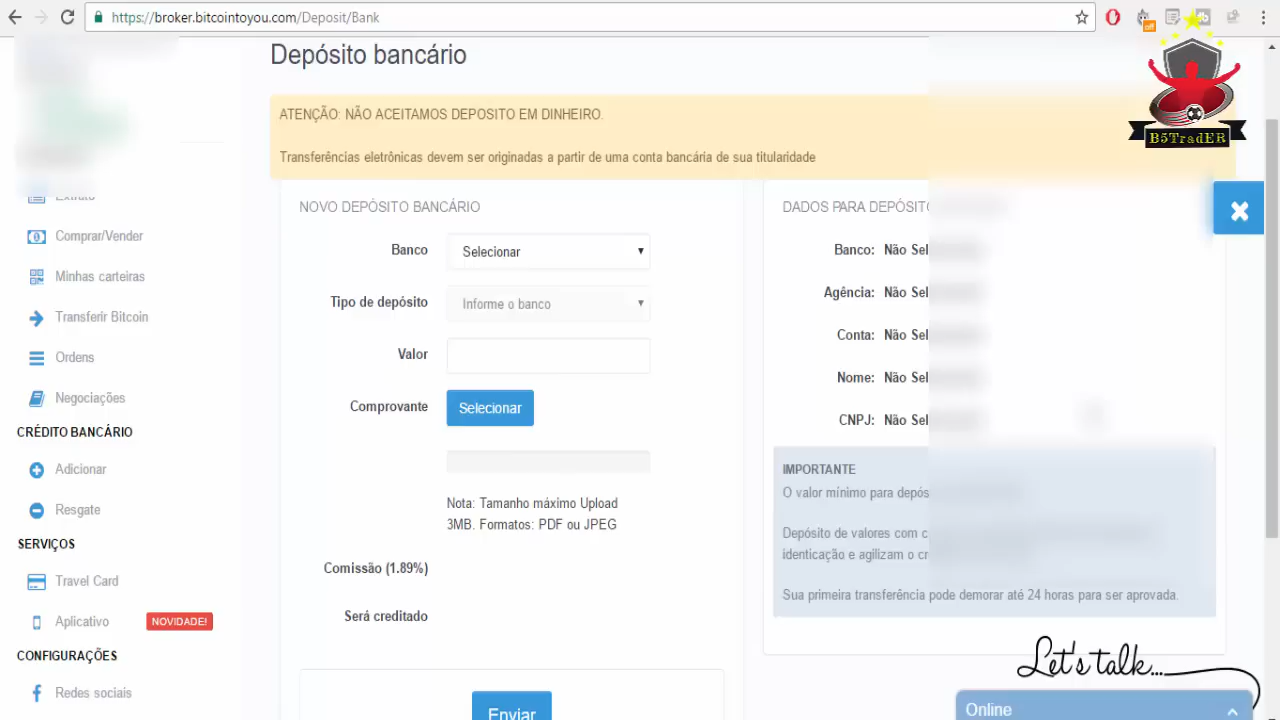 https://broker.bitcointoyou.com/Deposit/Bank
off
B5TradER
Depósito bancário
ATENÇÃO: NÃO ACEITAMOS DEPOSITO EM DINHEIRO.
Transferências eletrônicas devem ser originadas a partir de uma conta bancária de sua titularidade
Extrato
Comprar/Vender
Minhas carteiras
Transferir Bitcoin
Ordens
Negociações
CRÉDITO BANCÁRIO
Adicionar
Resgate
SERVIÇOS
Travel Card
Aplicativo NOVIDADE!
CONFIGURAÇÕES
Redes sociais
NOVO DEPÓSITO BANCÁRIO
Banco Selecionar
Tipo de depósito Informe o banco
Valor
Comprovante Selecionar
Nota: Tamanho máximo Upload
3MB. Formatos: PDF ou JPEG
Comissão (1.89%)
Será creditado
Enviar
DADOS PARA DEPÓSITO
Banco: Não Sel
Agência: Não Sel
Conta: Não Sel
Nome: Não Sel
CNPJ: Não Sel
IMPORTANTE
O valor mínimo para depós
Depósito de valores com c
identicação e agilizam o cr
Sua primeira transferência pode demorar até 24 horas para ser aprovada.
Let's talk...
Online